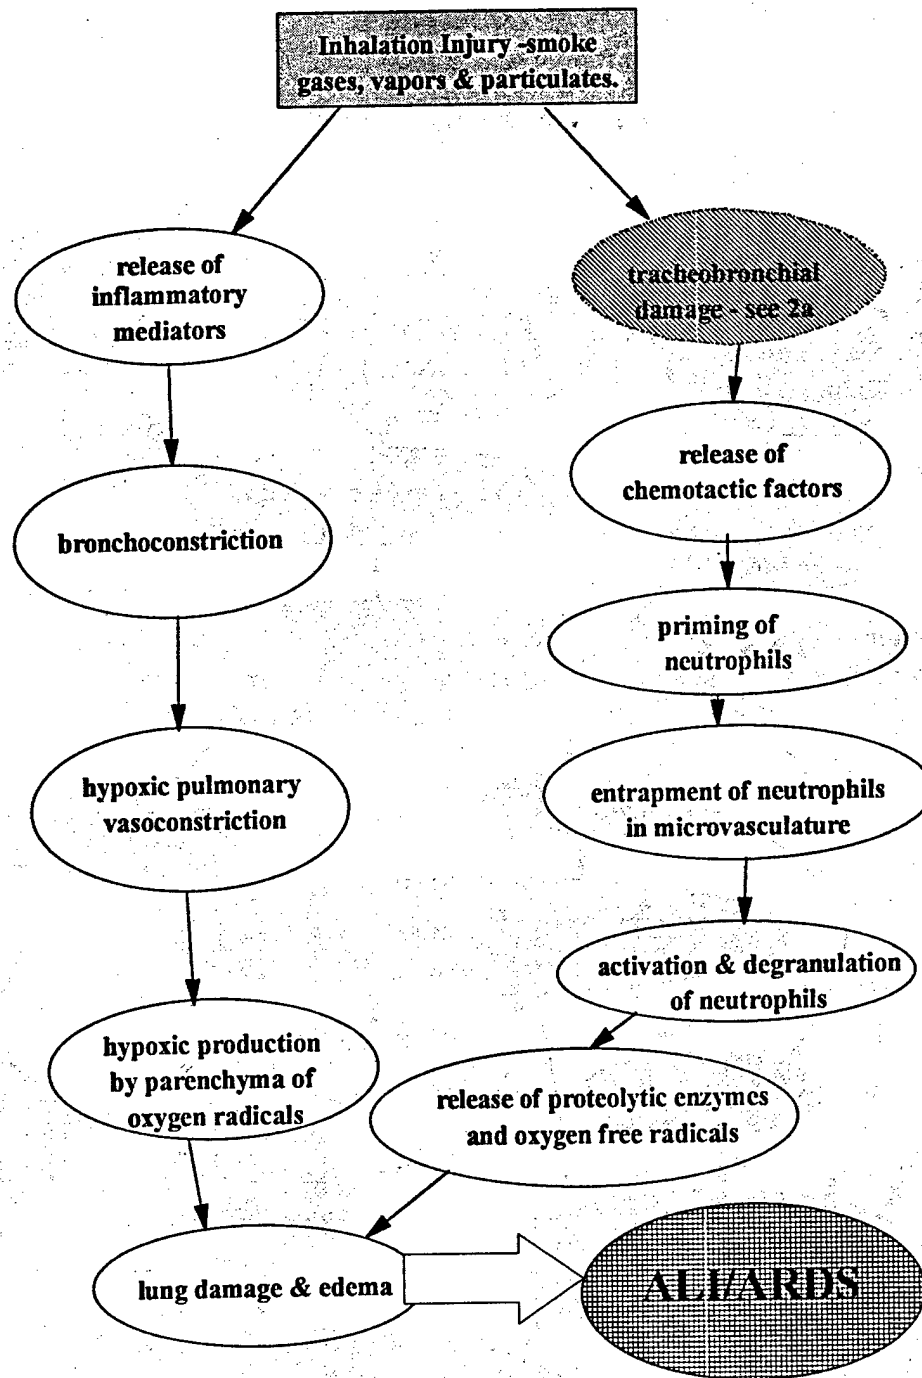 Inhalation Injury -smoke
gases, vapors & particulates.
release of
inflammatory
mediators
bronchoconstriction
hypoxic pulmonary
vasoconstriction
hypoxic production
by parenchyma of
oxygen radicals
tracheobronchial
damage - see 2a
release of
chemotactic factors
priming of
neutrophils
entrapment of neutrophils
in microvasculature
activation & degranulation
of neutrophils
release of proteolytic enzymes
and oxygen free radicals
lung damage & edema
ALI/ARDS